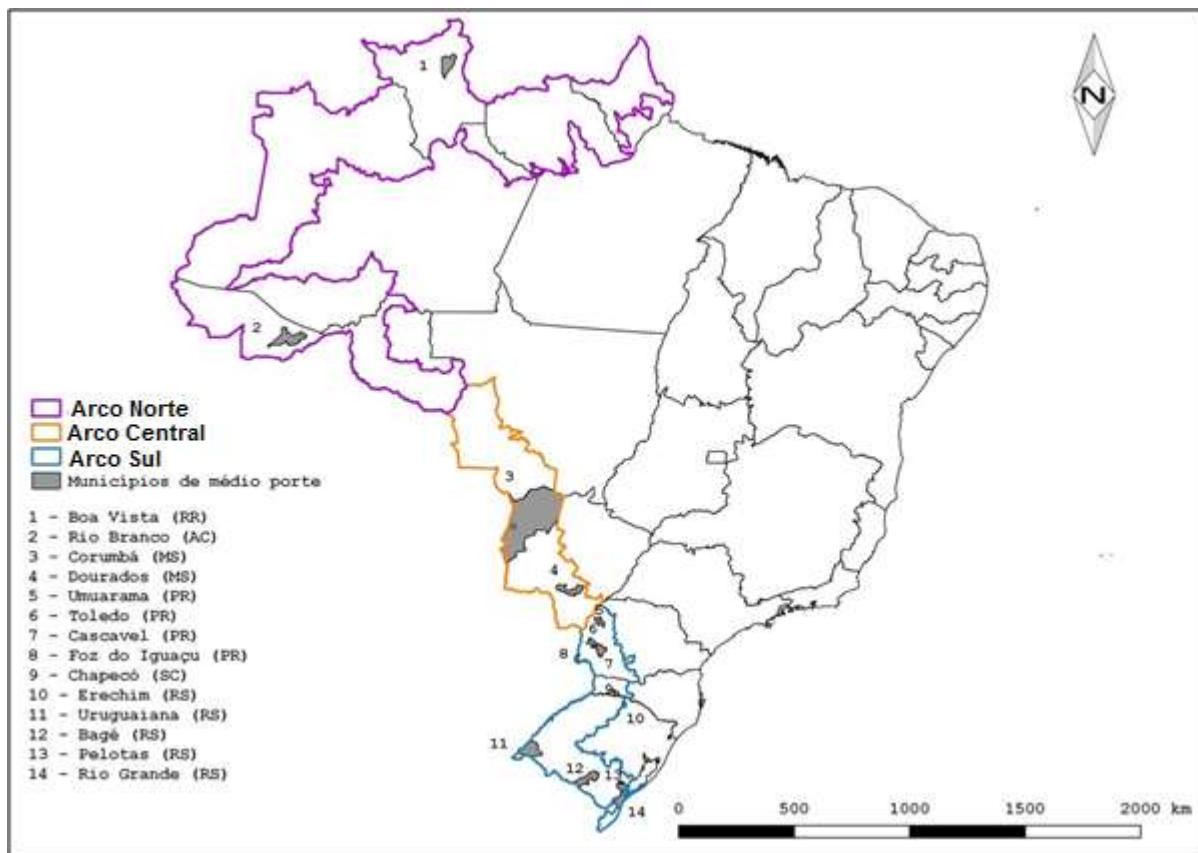 N
Arco Norte
Arco Central
Arco Sul
Municípios de médio porte
1 - Boa Vista (RR)
2 - Rio Branco (AC)
3 - Corumbá (MS)
4 - Dourados (MS)
5 - Umuarama (PR)
6 - Toledo (PR)
7 - Cascavel (PR)
8 - Foz do Iguaçu (PR)
9 - Chapecó (SC)
10 - Erechim (RS)
11 - Uruguaiana (RS)
12 - Bagé (RS)
13 - Pelotas (RS)
14 - Rio Grande (RS)
1
2
3
4
5
6
7
8
9
10
11
12
13
14
0 500 1000 1500 2000 km